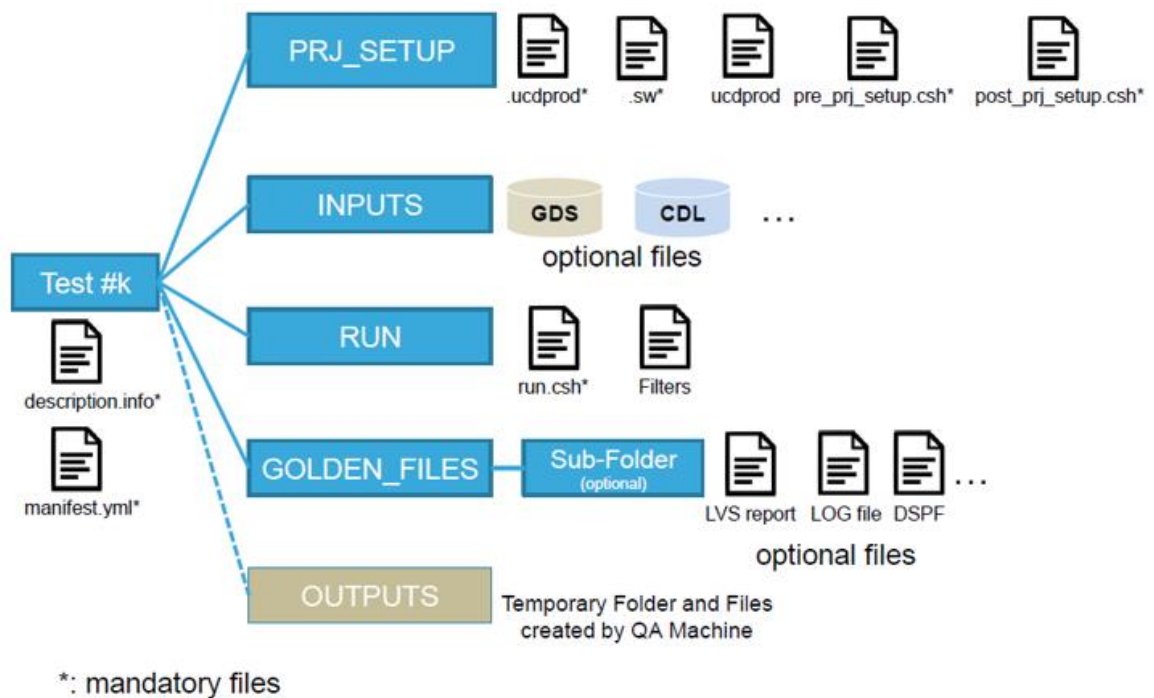 PRJ_SETUP
.ucdprod*
.sw*
ucdprod
pre_prj_setup.csh*
post_prj_setup.csh*
INPUTS
GDS
CDL
...
optional files
Test #k
description.info*
manifest.yml*
RUN
run.csh*
Filters
GOLDEN_FILES
Sub-Folder
(optional)
LVS report
LOG file
DSPF
...
optional files
OUTPUTS
Temporary Folder and Files
created by QA Machine
*: mandatory files